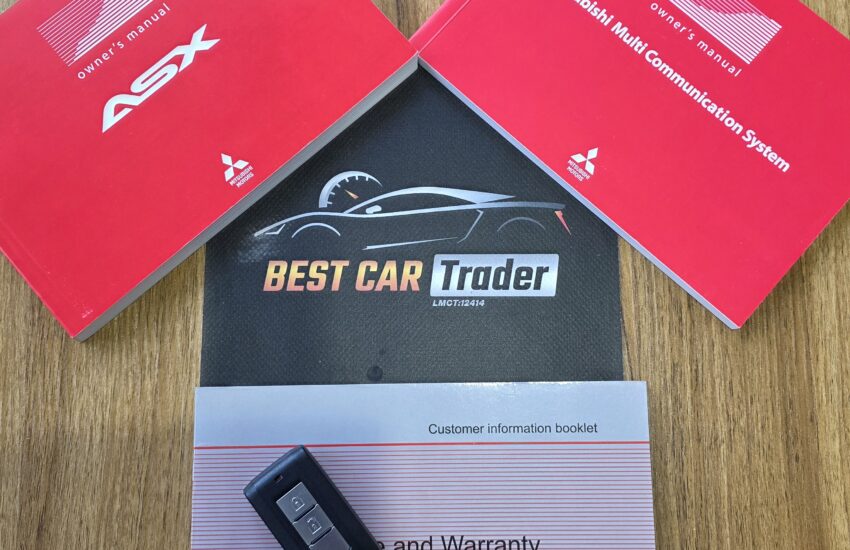 owner's manual
ASX
MITSUBISHI
MOTORS
owner's manual
Multi Communication System
MITSUBISHI
MOTORS
BEST CAR Trader
LMCT:12414
Customer information booklet
and Warranty